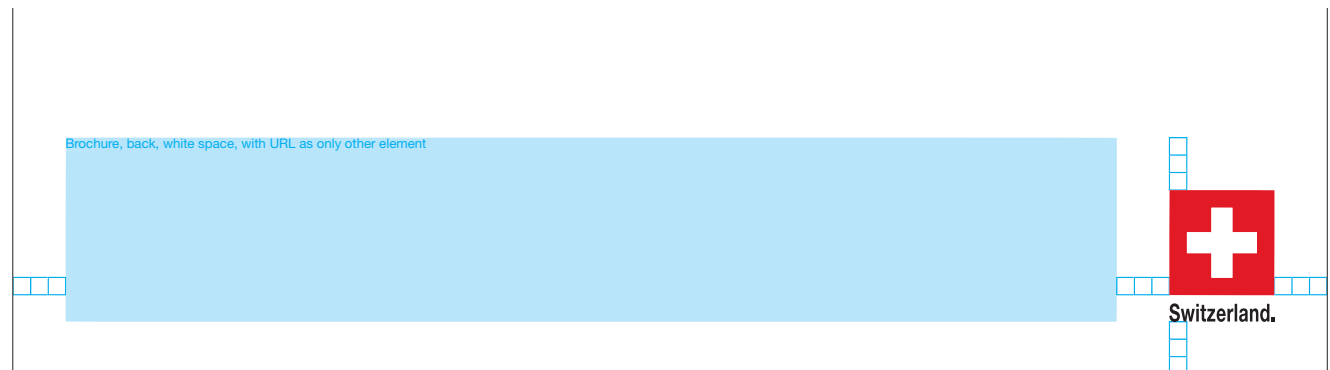 Brochure, back, white space, with URL as only other element
Switzerland.